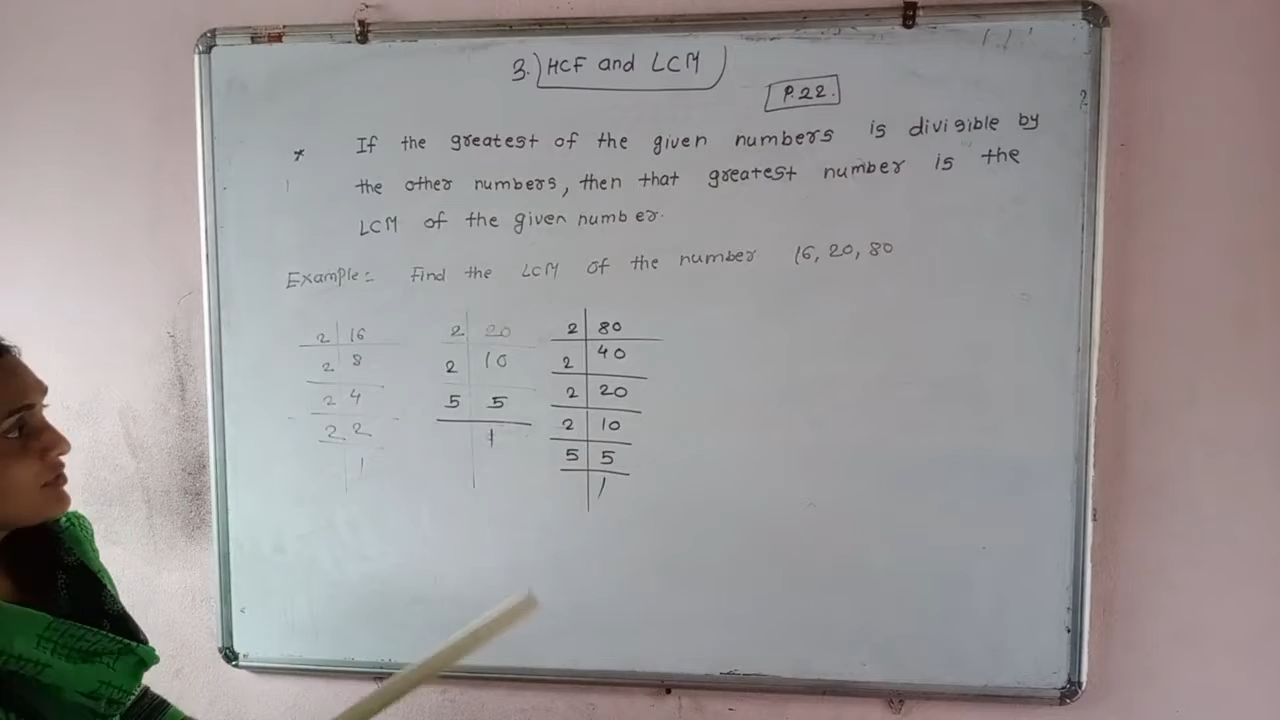 3.) HCF and LCM
P.22.
* If the greatest of the given numbers is divisible by
the other numbers, then that greatest number is the
LCM of the given number.
Example:- Find the LCM of the number 16, 20, 80
2 16
2 8
2 4
2 2
1
2 20
2 10
5 5
1
2 80
2 40
2 20
2 10
5 5
1